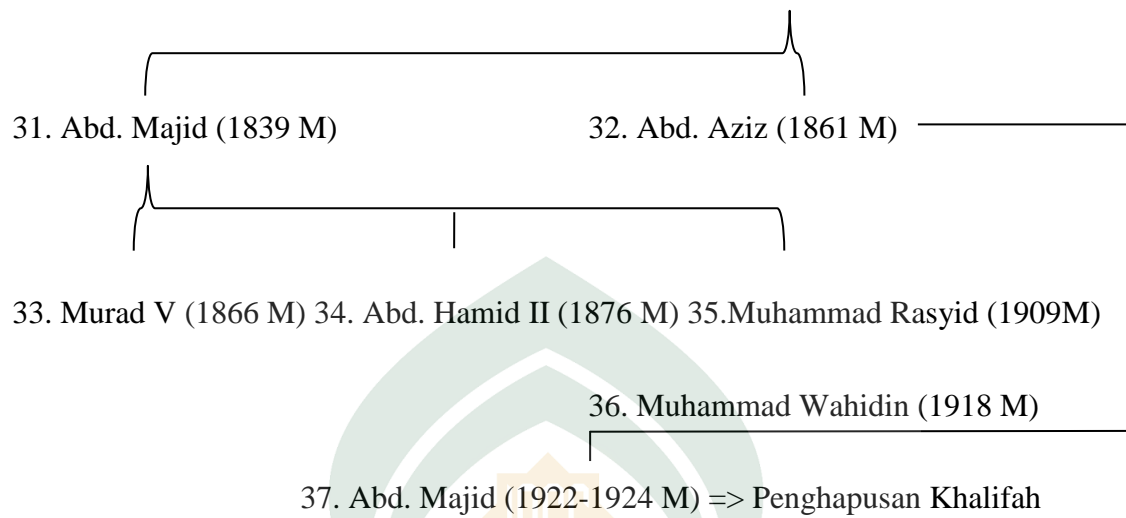 31. Abd. Majid (1839 M) 32. Abd. Aziz (1861 M)
33. Murad V (1866 M) 34. Abd. Hamid II (1876 M) 35.Muhammad Rasyid (1909M)
36. Muhammad Wahidin (1918 M)
37. Abd. Majid (1922-1924 M) => Penghapusan Khalifah